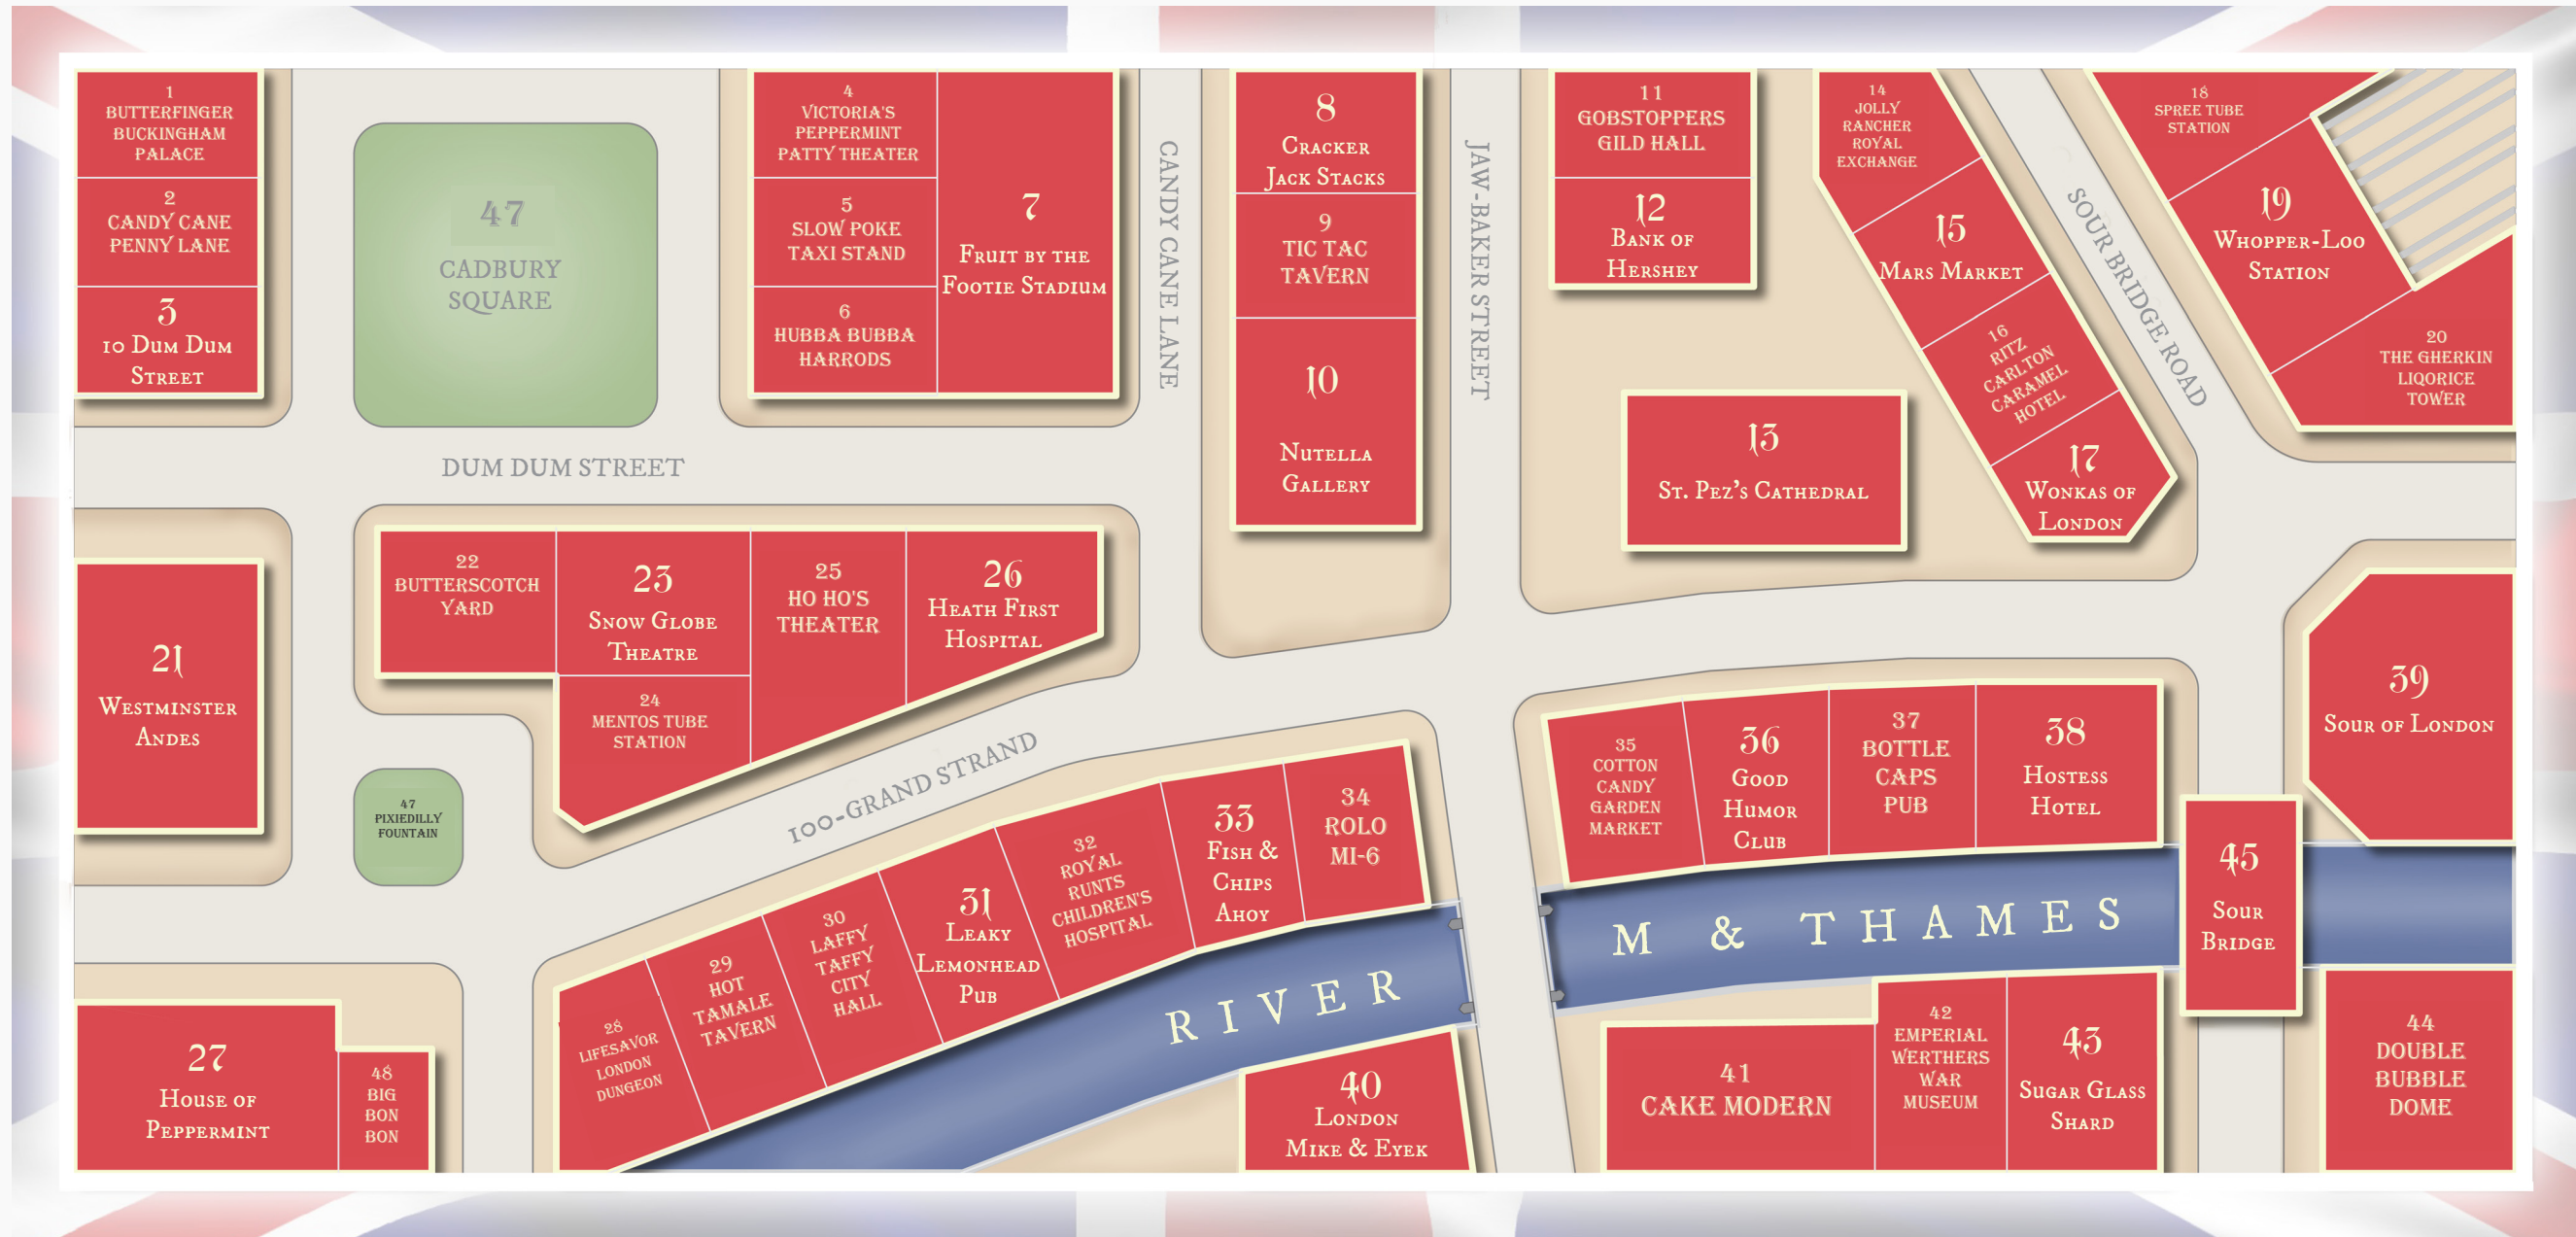 1
BUTTERFINGER
BUCKINGHAM
PALACE
2
CANDY CANE
PENNY LANE
3
10 Dum Dum
Street
47
CADBURY
SQUARE
4
VICTORIA'S
PEPPERMINT
PATTY THEATER
5
SLOW POKE
TAXI STAND
6
HUBBA BUBBA
HARRODS
7
Fruit by the
Footie Stadium
CANDY CANE LANE
8
Cracker
Jack Stacks
9
TIC TAC
TAVERN
10
Nutella
Gallery
JAW-BAKER STREET
11
GOBSTOPPERS
GILD HALL
12
Bank of
Hershey
13
St. Pez's Cathedral
14
JOLLY
RANCHER
ROYAL
EXCHANGE
15
Mars Market
16
RITZ
CARLTON
CARAMEL
HOTEL
17
Wonkas of
London
SOUR BRIDGE ROAD
18
SPREE TUBE
STATION
19
Whopper-Loo
Station
20
THE GHERKIN
LIQORICE
TOWER
DUM DUM STREET
21
Westminster
Andes
22
BUTTERSCOTCH
YARD
23
Snow Globe
Theatre
24
MENTOS TUBE
STATION
25
HO HO'S
THEATER
26
Heath First
Hospital
47
PIXIEDILLY
FOUNTAIN
100-GRAND STRAND
27
House of
Peppermint
48
BIG
BON
BON
28
LIFESAVOR
LONDON
DUNGEON
29
HOT
TAMALE
TAVERN
30
LAFFY
TAFFY
CITY
HALL
31
Leaky
Lemonhead
Pub
32
ROYAL
RUNTS
CHILDREN'S
HOSPITAL
33
Fish &
Chips
Ahoy
34
ROLO
MI-6
35
COTTON
CANDY
GARDEN
MARKET
36
Good
Humor
Club
37
BOTTLE
CAPS
PUB
38
Hostess
Hotel
39
Sour of London
RIVER
M & THAMES
45
Sour
Bridge
40
London
Mike & Eyek
41
CAKE MODERN
42
EMPERIAL
WERTHERS
WAR
MUSEUM
43
Sugar Glass
Shard
44
DOUBLE
BUBBLE
DOME